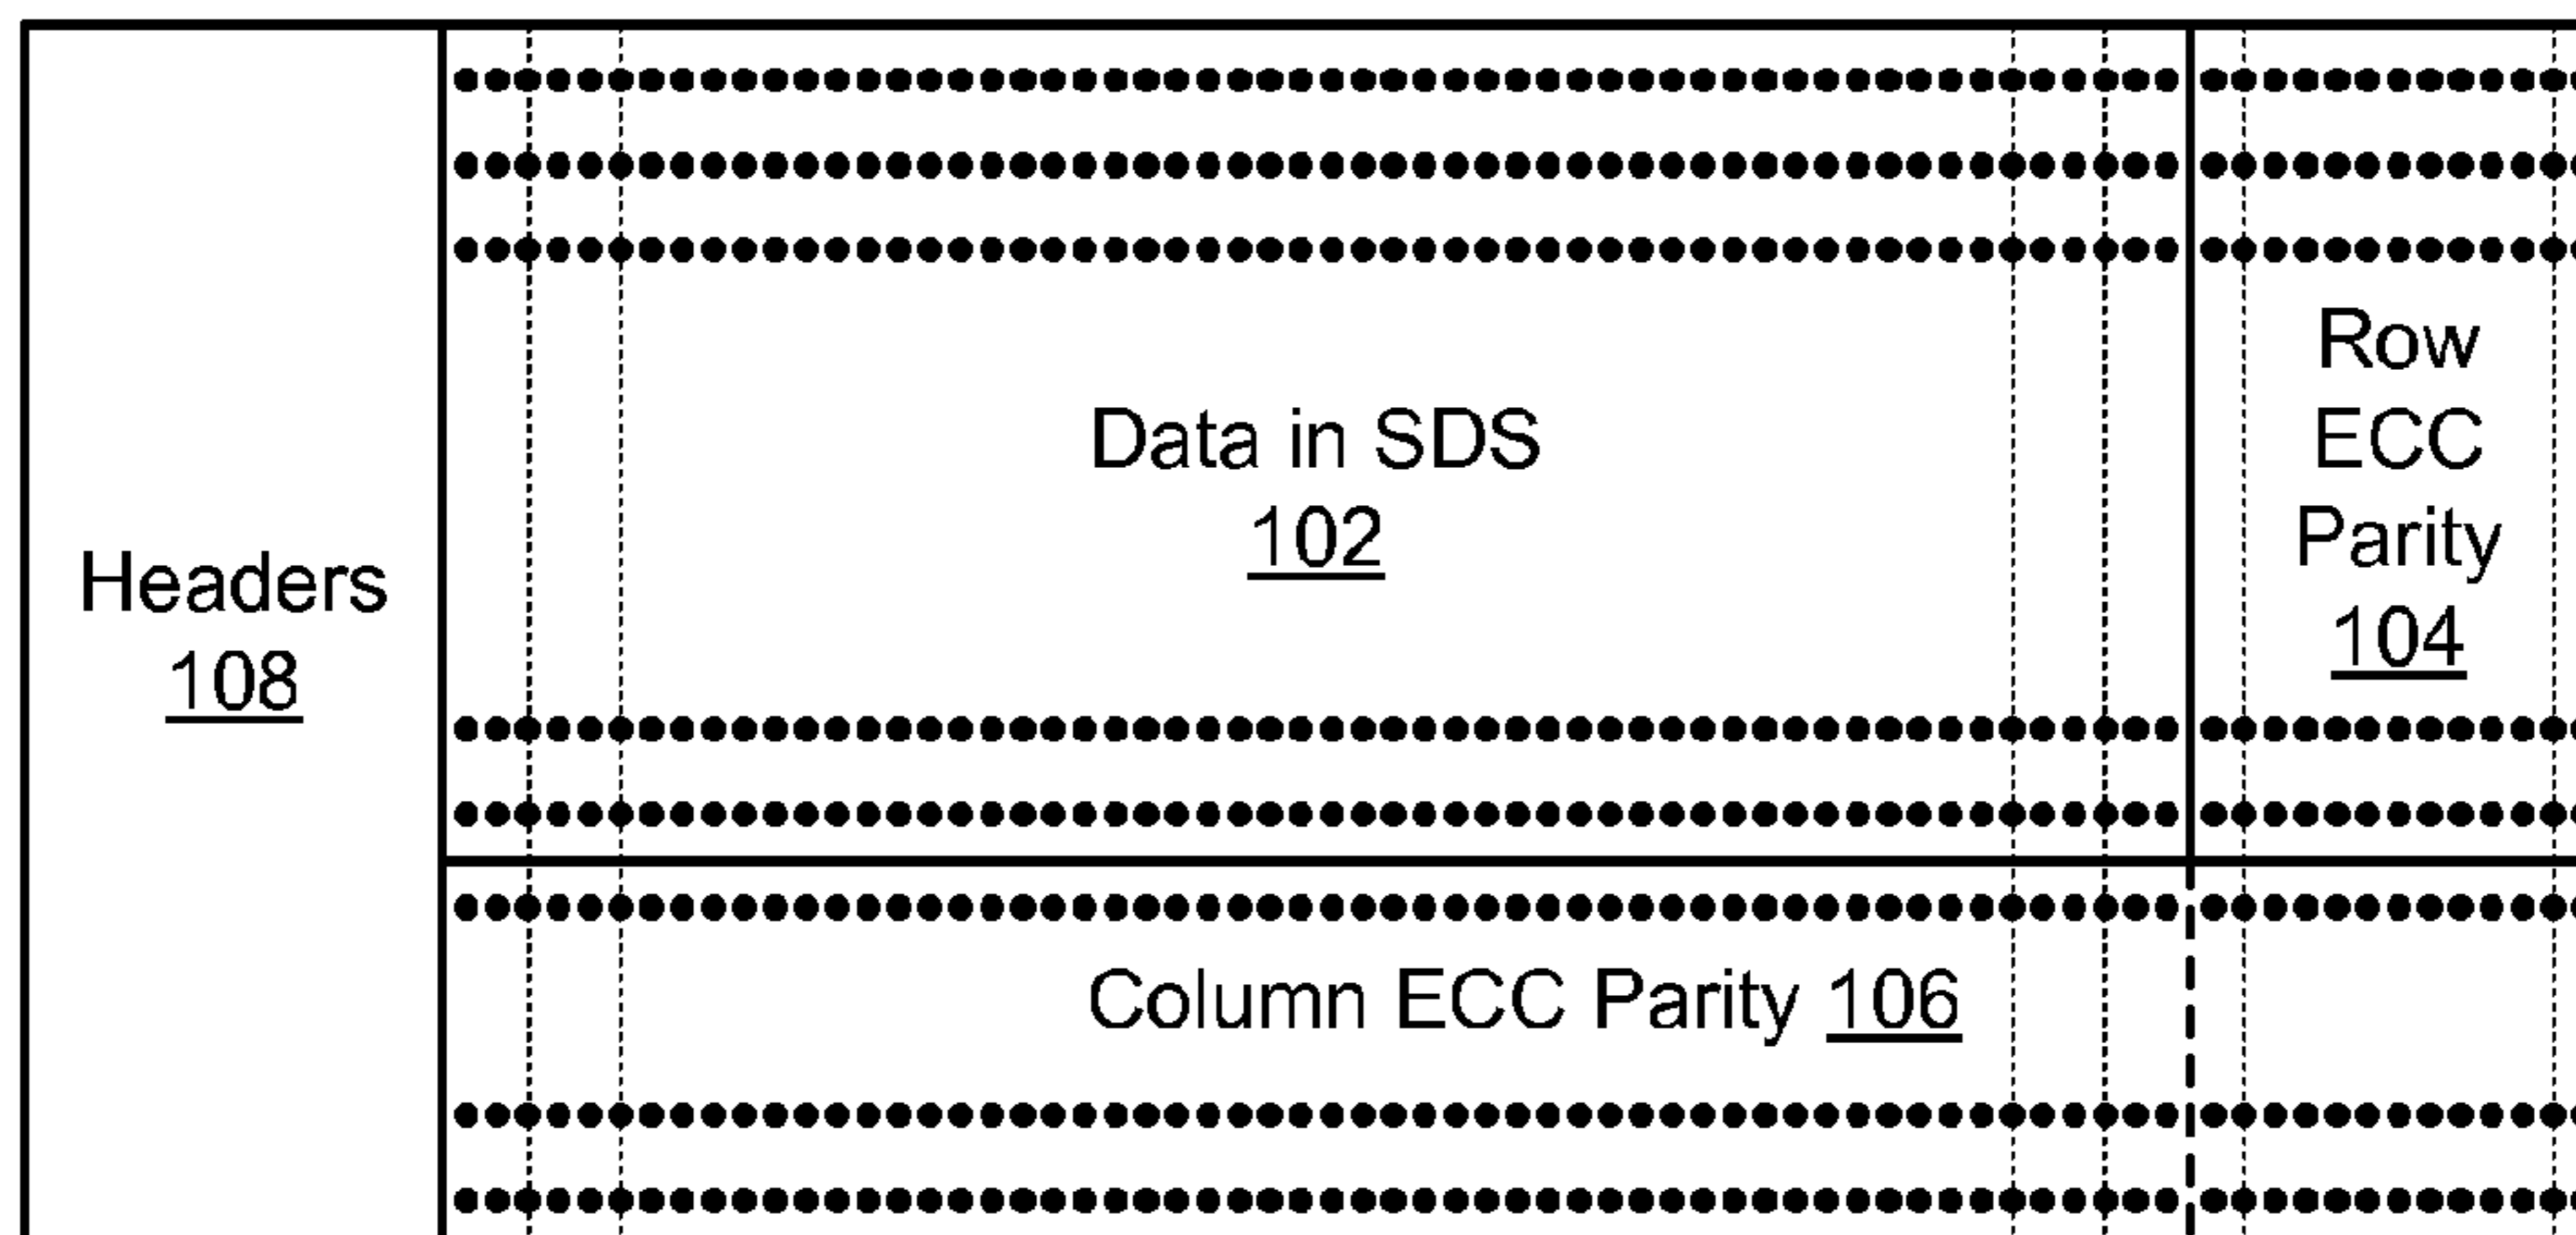 Headers
108
Data in SDS
102
Row
ECC
Parity
104
Column ECC Parity 106